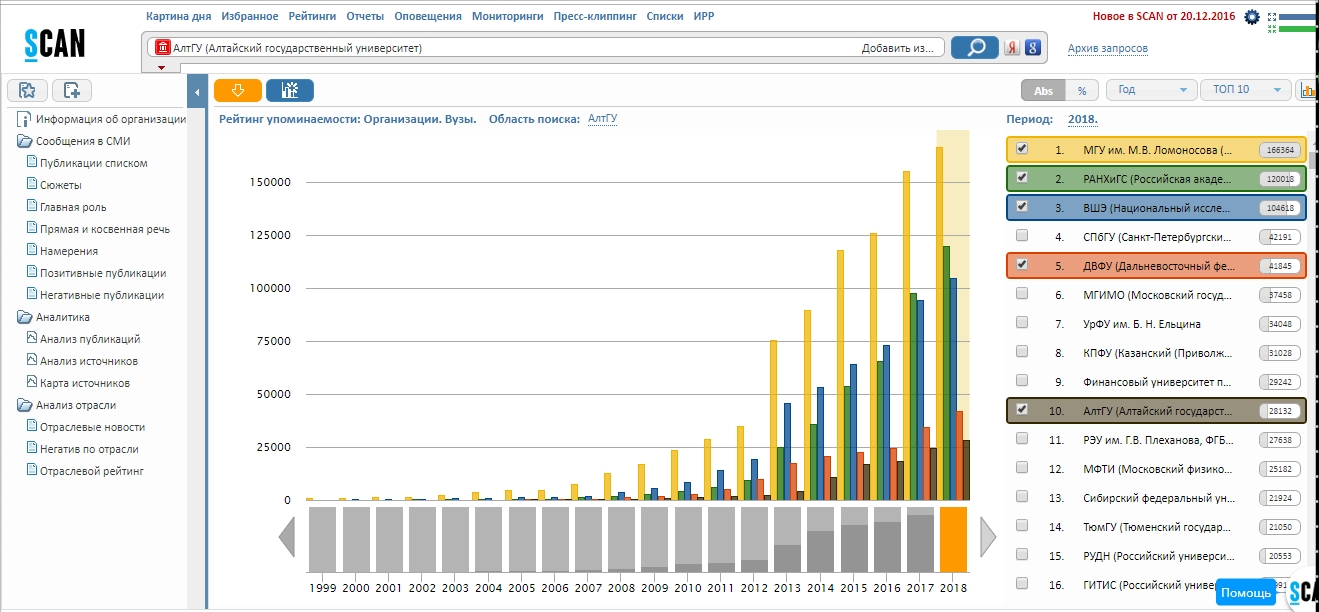 Картина дня Избранное Рейтинги Отчеты Оповещения Мониторинги Пресс-клиппинг Списки ИРР Новое в SCAN от 20.12.2016
SCAN
АлтГУ (Алтайский государственный университет) Добавить из... Я 8 Архив запросов
Abs % Год ТОП 10
Информация об организации
Сообщения в СМИ
Публикации списком
Сюжеты
Главная роль
Прямая и косвенная речь
Намерения
Позитивные публикации
Негативные публикации
Аналитика
Анализ публикаций
Анализ источников
Карта источников
Анализ отрасли
Отраслевые новости
Негатив по отрасли
Отраслевой рейтинг
Рейтинг упоминаемости: Организации. Вузы. Область поиска: АлтГУ
150000
125000
100000
75000
50000
25000
0
1999 2000 2001 2002 2003 2004 2005 2006 2007 2008 2009 2010 2011 2012 2013 2014 2015 2016 2017 2018
Период: 2018.
1. МГУ им. М.В. Ломоносова (... 166364
2. РАНХиГС (Российская акаде... 120018
3. ВШЭ (Национальный иссле... 104618
4. СПбГУ (Санкт-Петербургски... 42191
5. ДВФУ (Дальневосточный фе... 41845
6. МГИМО (Московский госуд... 37458
7. УрФУ им. Б. Н. Ельцина 34048
8. КПФУ (Казанский (Приволж... 31028
9. Финансовый университет п... 29242
10. АлтГУ (Алтайский государст... 28132
11. РЭУ им. Г.В. Плеханова, ФГБ... 27638
12. МФТИ (Московский физико... 25182
13. Сибирский федеральный ун... 21924
14. ТюмГУ (Тюменский государ... 21050
15. РУДН (Российский универси... 20553
16. ГИТИС (Российский униве
Помощь
SCA